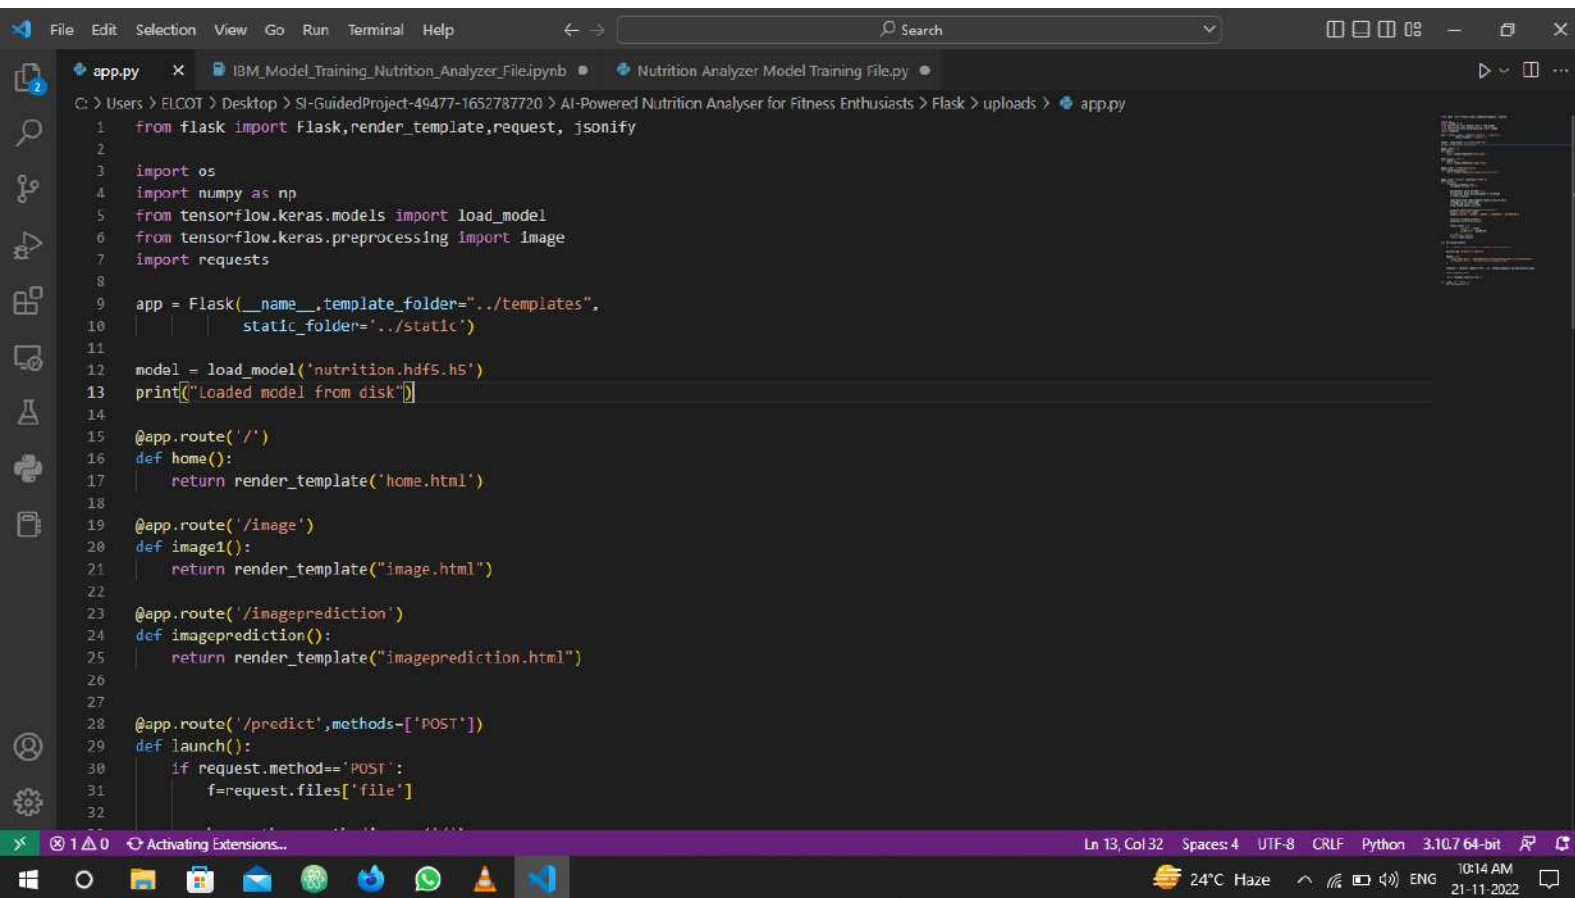 File Edit Selection View Go Run Terminal Help Search
app.py IBM_Model_Training_Nutrition_Analyzer_File.ipynb Nutrition Analyzer Model Training File.py
C: > Users > ELCOT > Desktop > SI-GuidedProject-49477-1652787720 > AI-Powered Nutrition Analyser for Fitness Enthusiasts > Flask > uploads > app.py
1 from flask import Flask,render_template,request, jsonify
2
3 import os
4 import numpy as np
5 from tensorflow.keras.models import load_model
6 from tensorflow.keras.preprocessing import image
7 import requests
8
9 app = Flask(__name__,template_folder="../templates",
10 static_folder='../static')
11
12 model = load_model('nutrition.hdf5.h5')
13 print("Loaded model from disk")
14
15 @app.route('/')
16 def home():
17 return render_template('home.html')
18
19 @app.route('/image')
20 def image1():
21 return render_template("image.html")
22
23 @app.route('/imageprediction')
24 def imageprediction():
25 return render_template("imageprediction.html")
26
27
28 @app.route('/predict',methods=['POST'])
29 def launch():
30 if request.method=='POST':
31 f=request.files['file']
32
2
1 0 Activating Extensions... Ln 13, Col 32 Spaces: 4 UTF-8 CRLF Python 3.10.7 64-bit
24°C Haze ENG 10:14 AM
21-11-2022